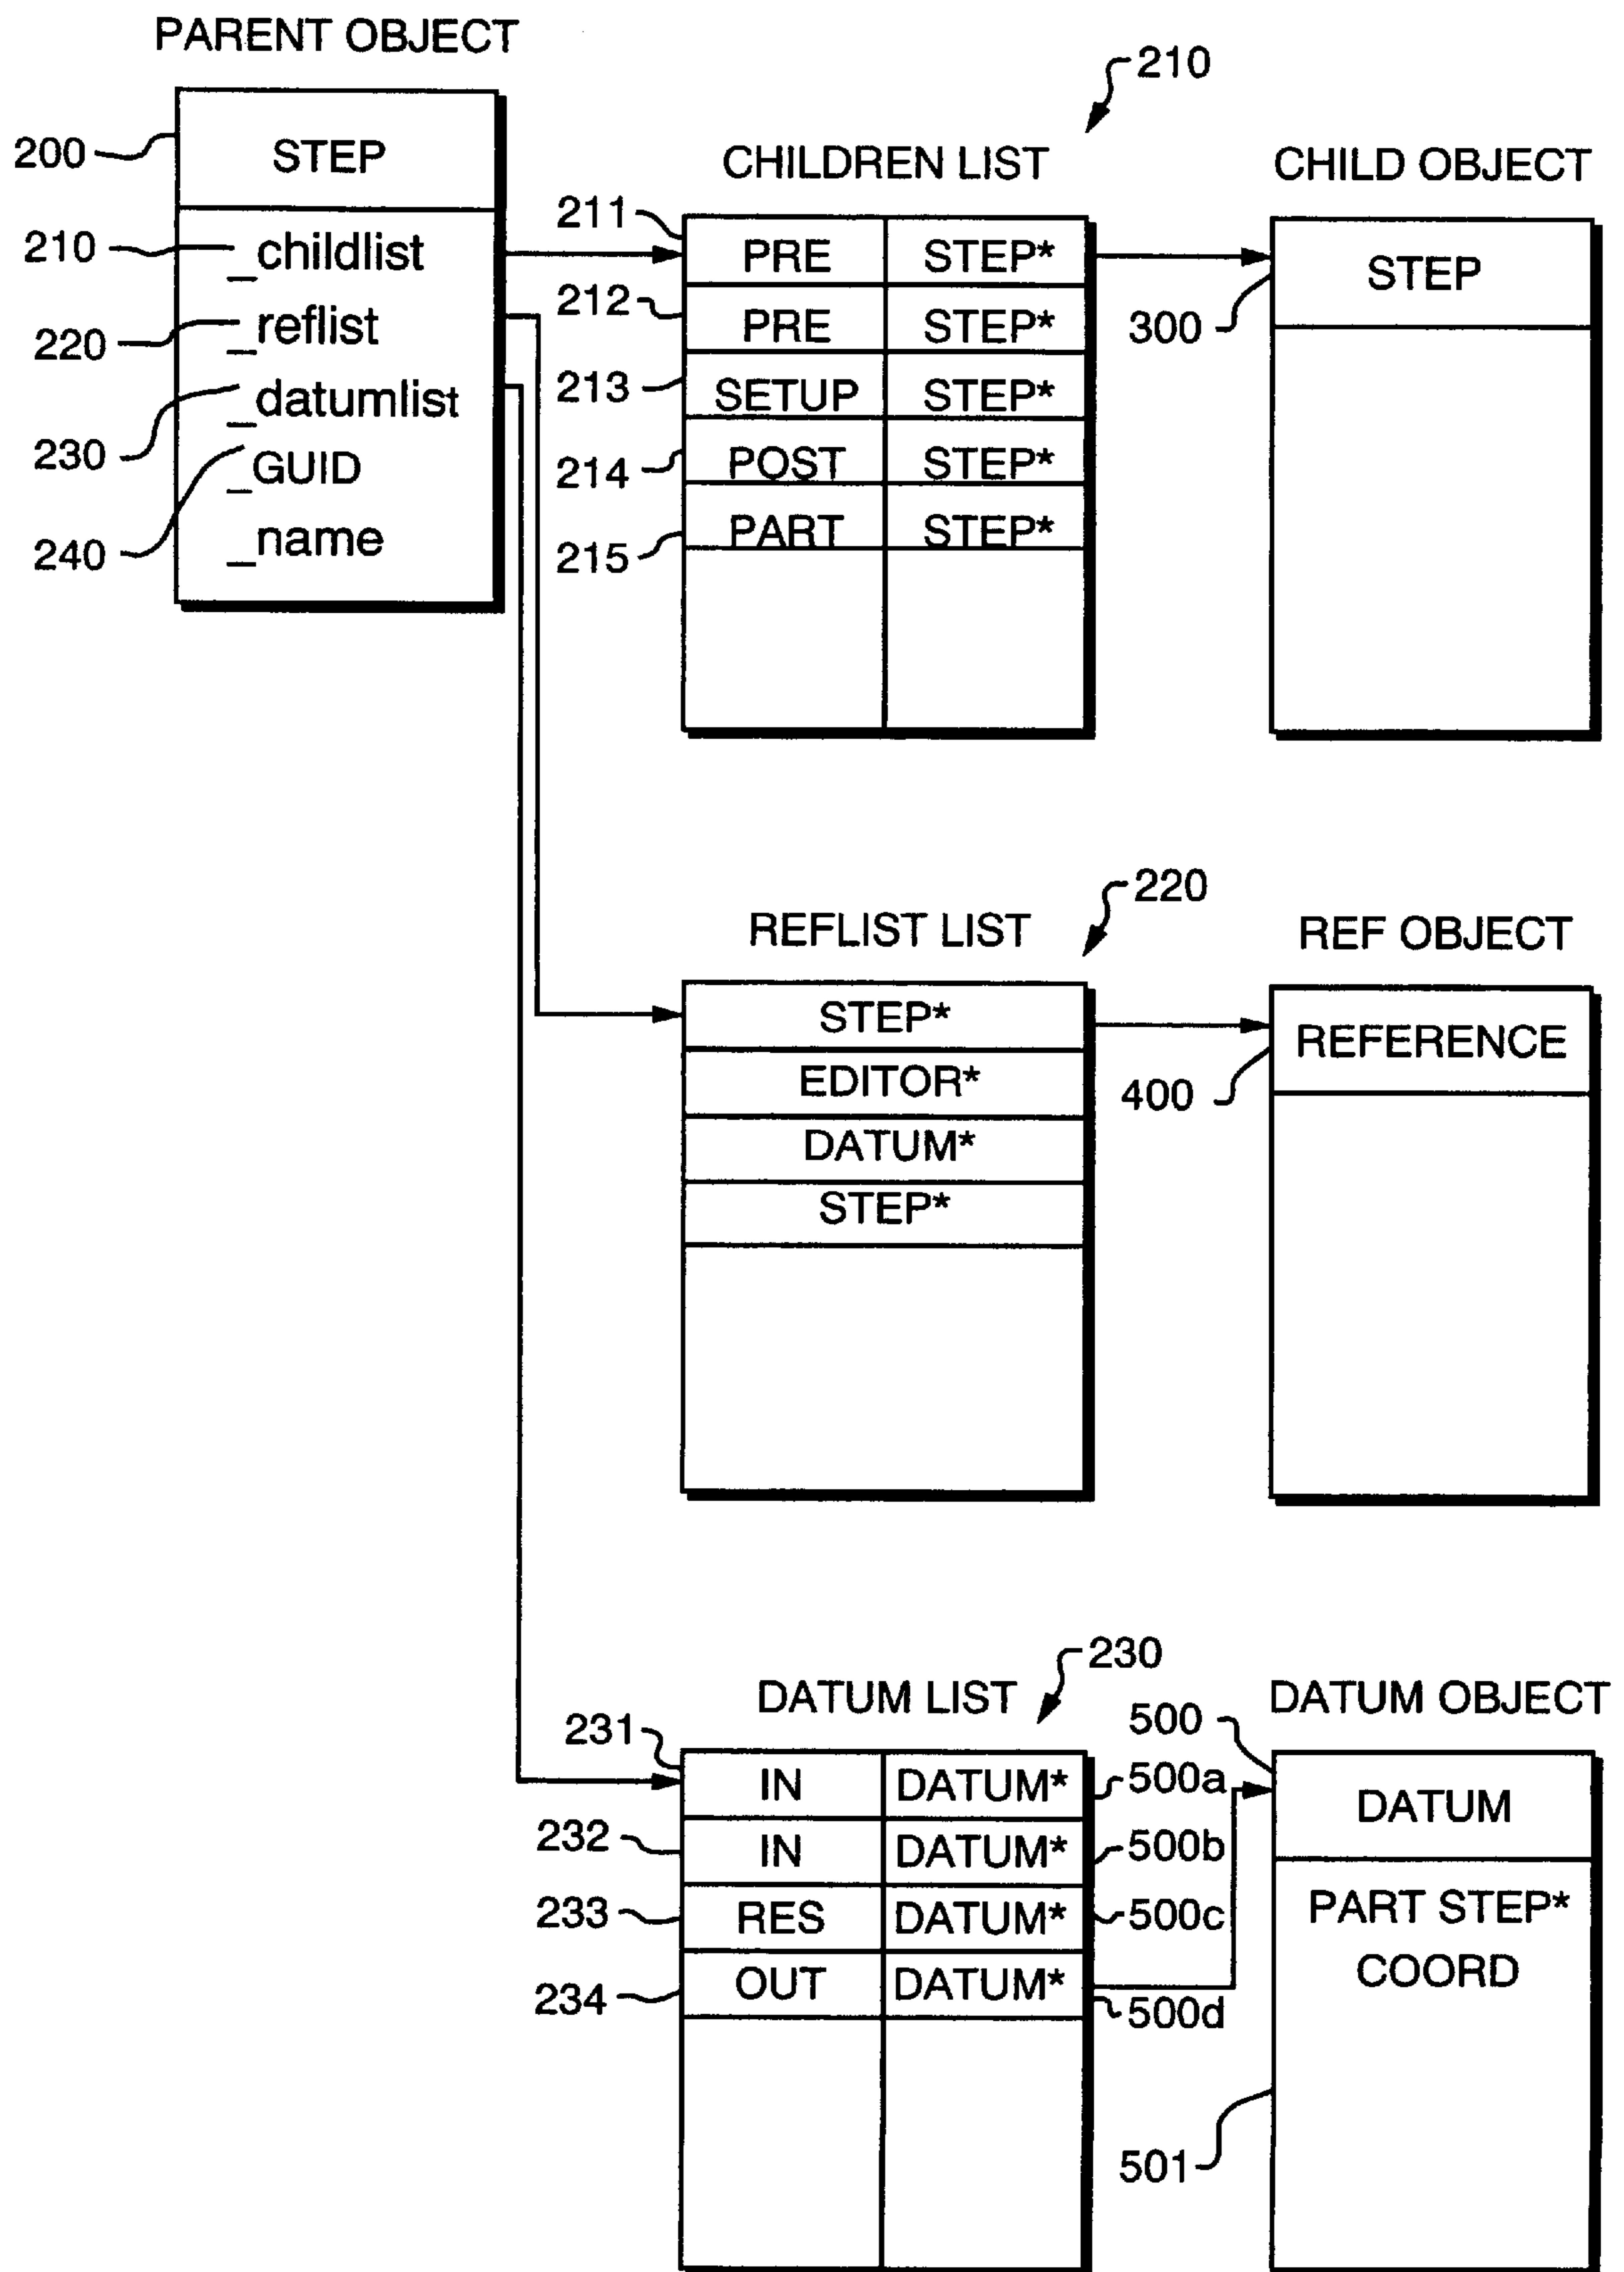 PARENT OBJECT
200
STEP
210
_childlist
220
_reflist
230
_datumlist
240
_GUID
_name
210
CHILDREN LIST
211
PRE STEP*
212
PRE STEP*
213
SETUP STEP*
214
POST STEP*
215
PART STEP*
CHILD OBJECT
STEP
300
220
REFLIST LIST
STEP*
EDITOR*
DATUM*
STEP*
REF OBJECT
REFERENCE
400
230
DATUM LIST
231
IN DATUM* 500a
232
IN DATUM* 500b
233
RES DATUM* 500c
234
OUT DATUM* 500d
DATUM OBJECT
500
DATUM
PART STEP*
COORD
501